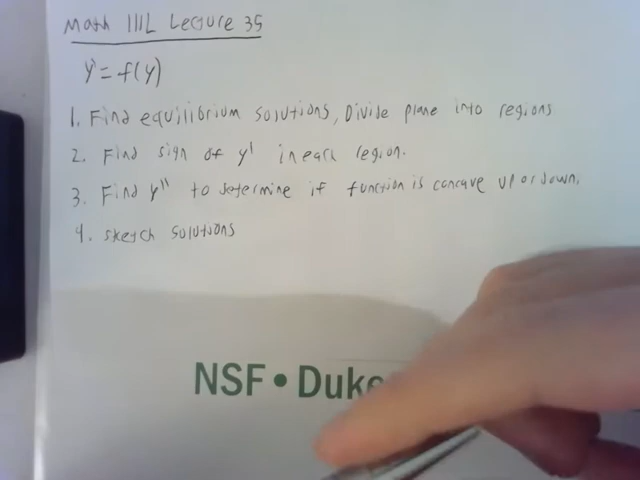 Math 111L Lecture 35
y' = f(y)
1. Find equilibrium solutions, Divide plane into regions
2. Find sign of y' in each region.
3. Find y'' to determine if function is concave up or down.
4. sketch solutions
NSF • Duke